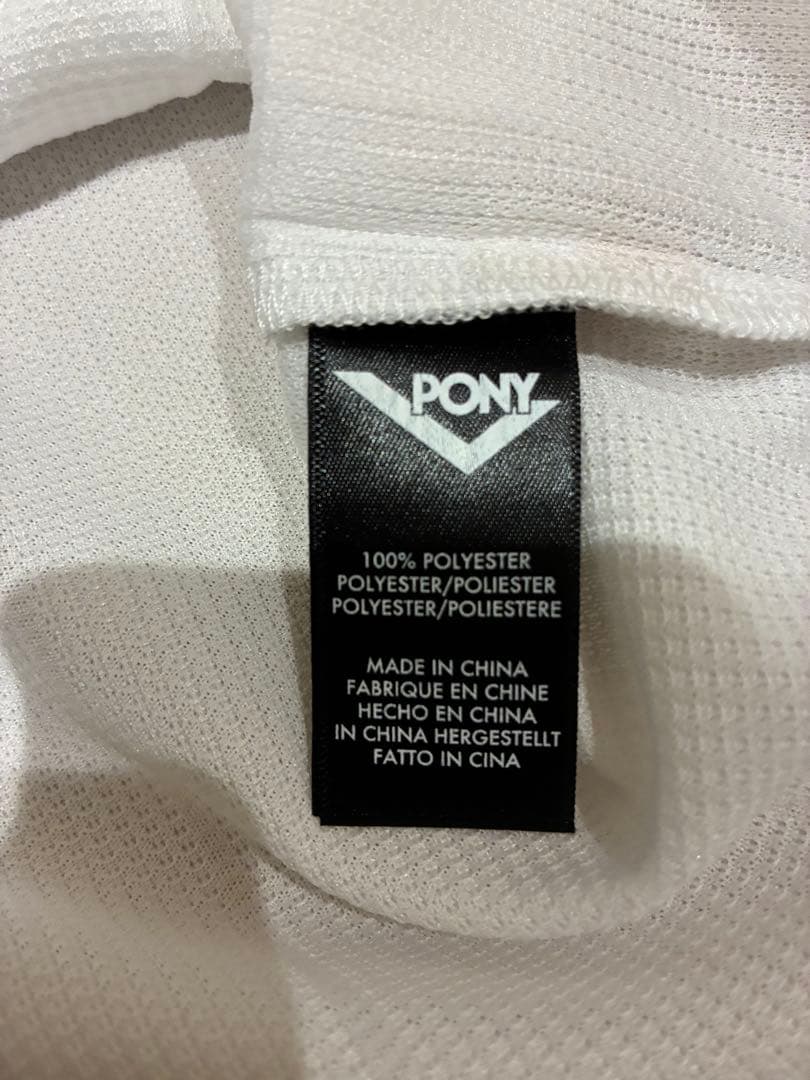 PONY
100% POLYESTER
POLYESTER/POLIESTER
POLYESTER/POLIESTERE
MADE IN CHINA
FABRIQUE EN CHINE
HECHO EN CHINA
IN CHINA HERGESTELLT
FATTO IN CINA